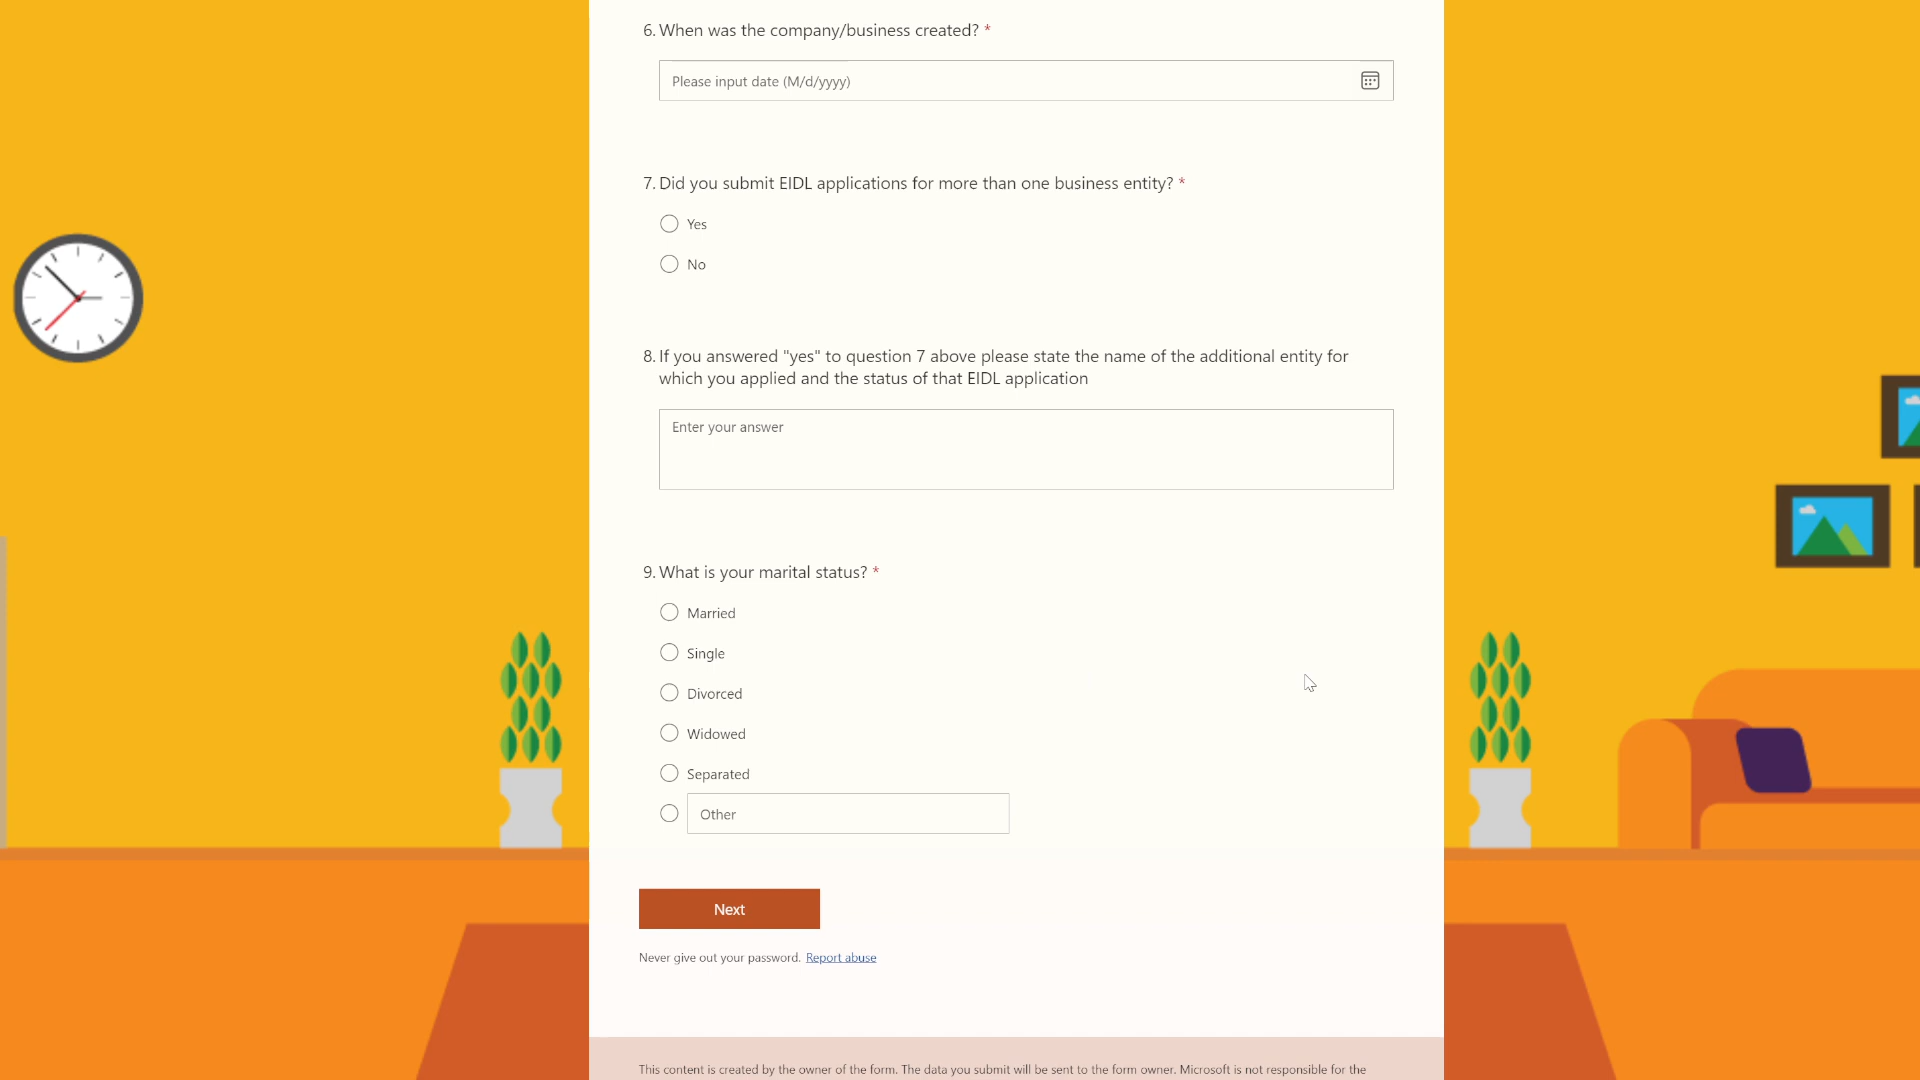 6. When was the company/business created? *
Please input date (M/d/yyyy)
7. Did you submit EIDL applications for more than one business entity? *
Yes
No
8. If you answered "yes" to question 7 above please state the name of the additional entity for
which you applied and the status of that EIDL application
Enter your answer
9. What is your marital status? *
Married
Single
Divorced
Widowed
Separated
Other
Next
Never give out your password. Report abuse
This content is created by the owner of the form. The data you submit will be sent to the form owner. Microsoft is not responsible for the